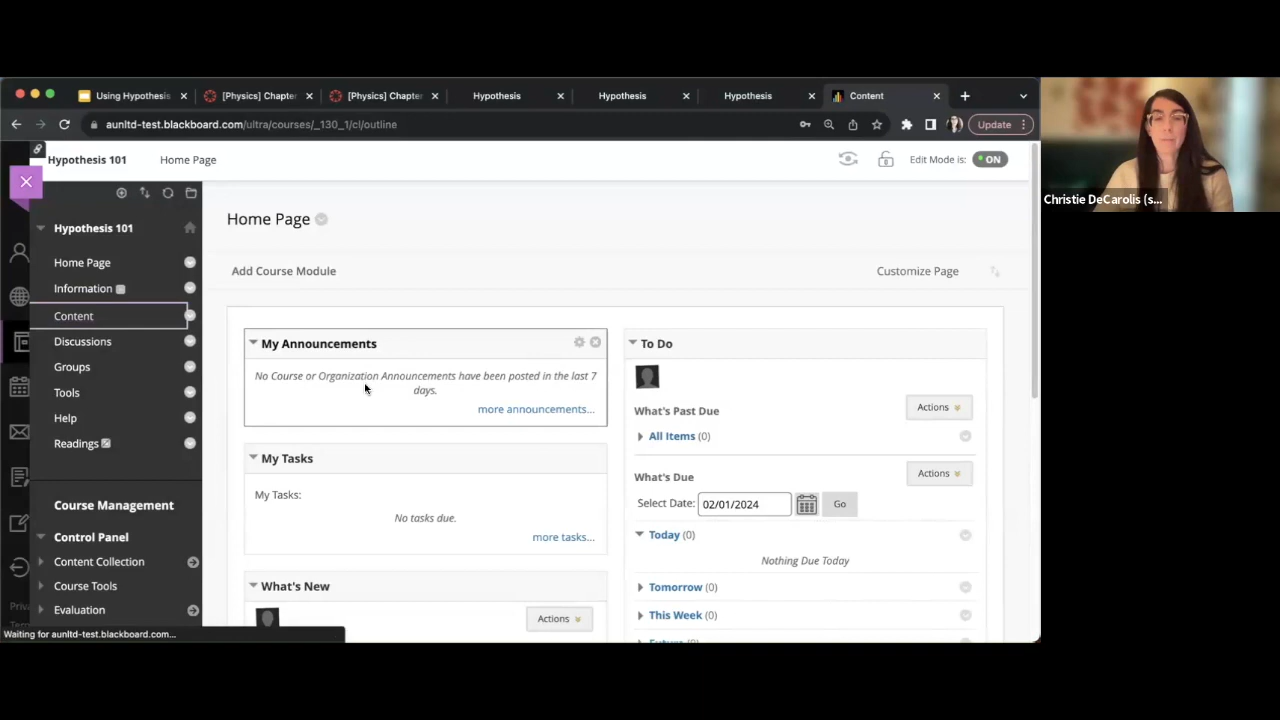 Using Hypothesis
[Physics] Chapter
[Physics] Chapter
Hypothesis
Hypothesis
Hypothesis
Content
aunltd-test.blackboard.com/ultra/courses/_130_1/cl/outline
Update
Hypothesis 101
Home Page
Edit Mode is:
ON
Christie DeCarolis (s...
Hypothesis 101
Home Page
Information
Content
Discussions
Groups
Tools
Help
Readings
Course Management
Control Panel
Content Collection
Course Tools
Evaluation
Home Page
Add Course Module
Customize Page
My Announcements
No Course or Organization Announcements have been posted in the last 7
days.
more announcements...
My Tasks
My Tasks:
No tasks due.
more tasks...
What's New
Actions
To Do
What's Past Due
Actions
All Items (0)
What's Due
Actions
Select Date: 02/01/2024
Go
Today (0)
Nothing Due Today
Tomorrow (0)
This Week (0)
Waiting for aunltd-test.blackboard.com...